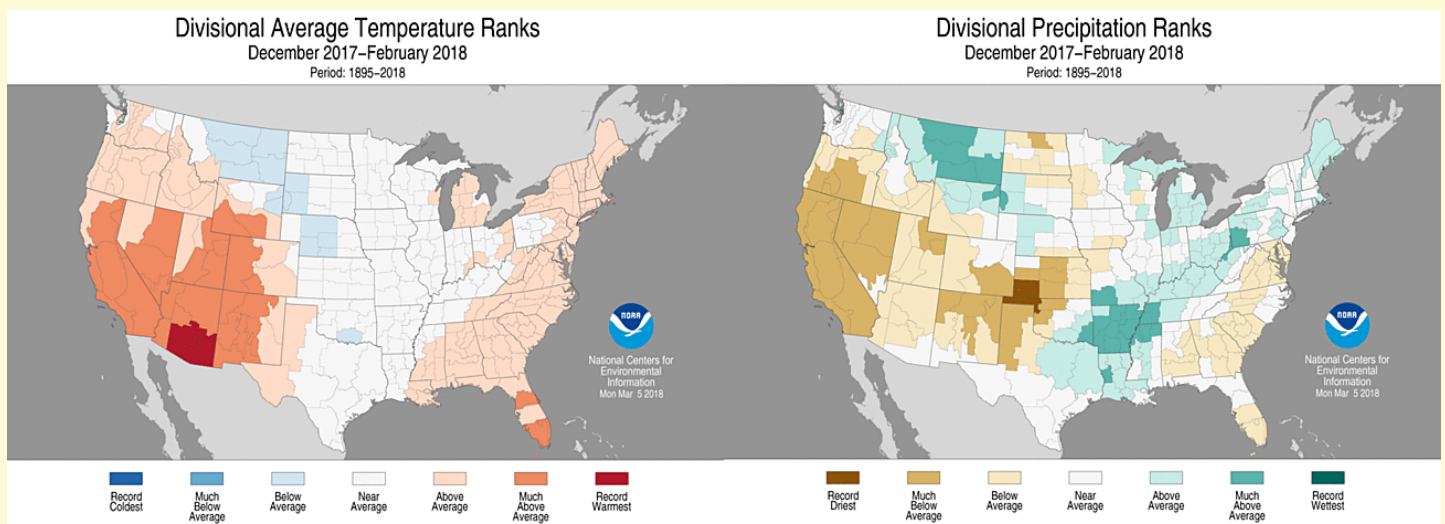 Divisional Average Temperature Ranks
December 2017–February 2018
Period: 1895–2018
NOAA
National Centers for
Environmental
Information
Mon Mar 5 2018
Record
Coldest
Much
Below
Average
Below
Average
Near
Average
Above
Average
Much
Above
Average
Record
Warmest
Divisional Precipitation Ranks
December 2017–February 2018
Period: 1895–2018
NOAA
National Centers for
Environmental
Information
Mon Mar 5 2018
Record
Driest
Much
Below
Average
Below
Average
Near
Average
Above
Average
Much
Above
Average
Record
Wettest